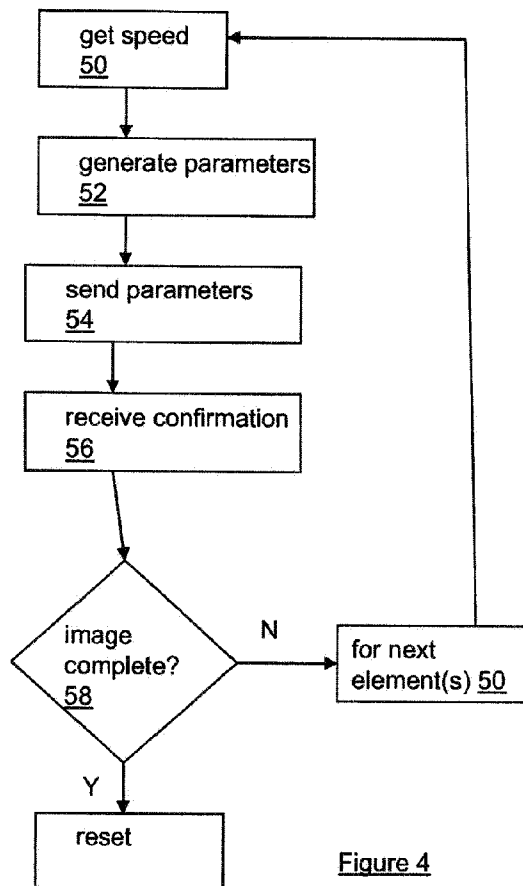 get speed
50
generate parameters
52
send parameters
54
receive confirmation
56
image
complete?
58
N
for next
element(s) 50
Y
reset
Figure 4